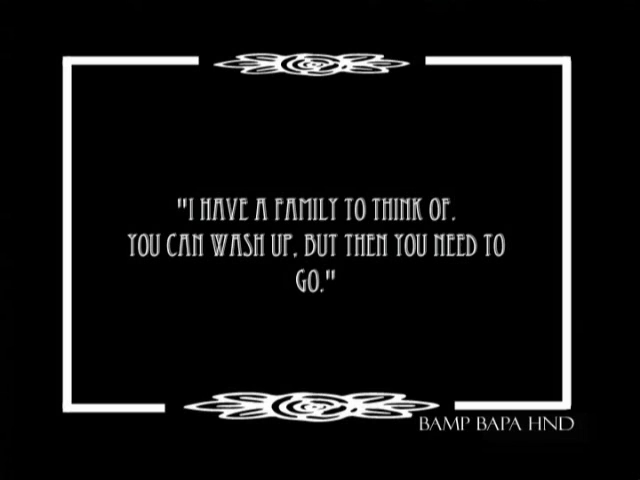 "I HAVE A FAMILY TO THINK OF.
YOU CAN WASH UP, BUT THEN YOU NEED TO
GO."
BAMP BAPA HND